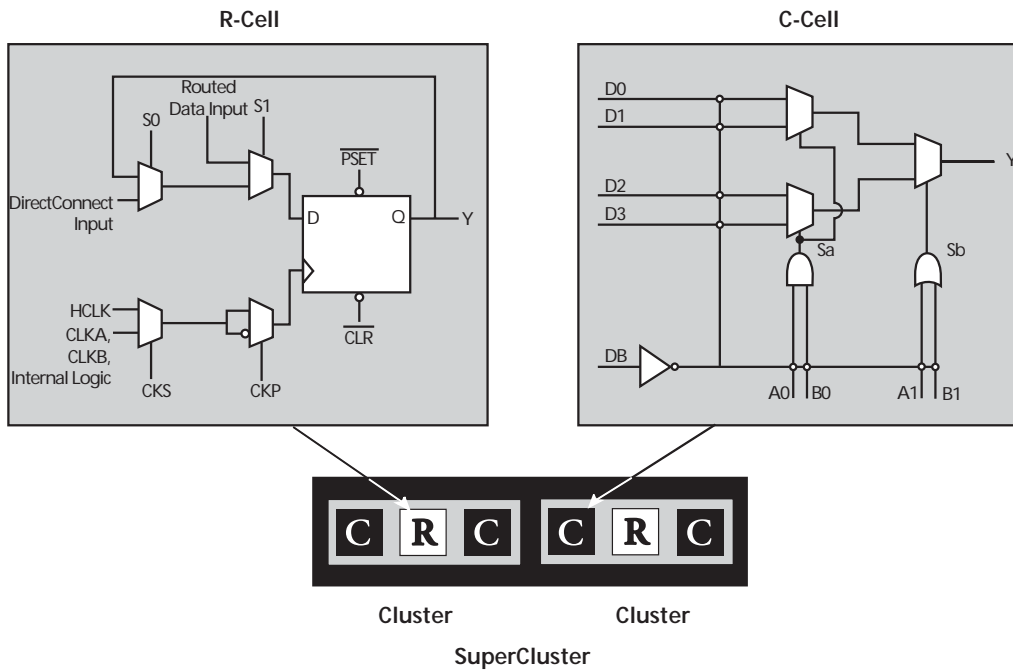 R-Cell
C-Cell
Routed
Data Input
S1
S0
PSET
DirectConnect
Input
D
Q
Y
HCLK
CLKA,
CLKB,
Internal Logic
CKS
CKP
CLR
D0
D1
D2
D3
Sa
Sb
Y
DB
A0
B0
A1
B1
C
R
C
C
R
C
Cluster
Cluster
SuperCluster